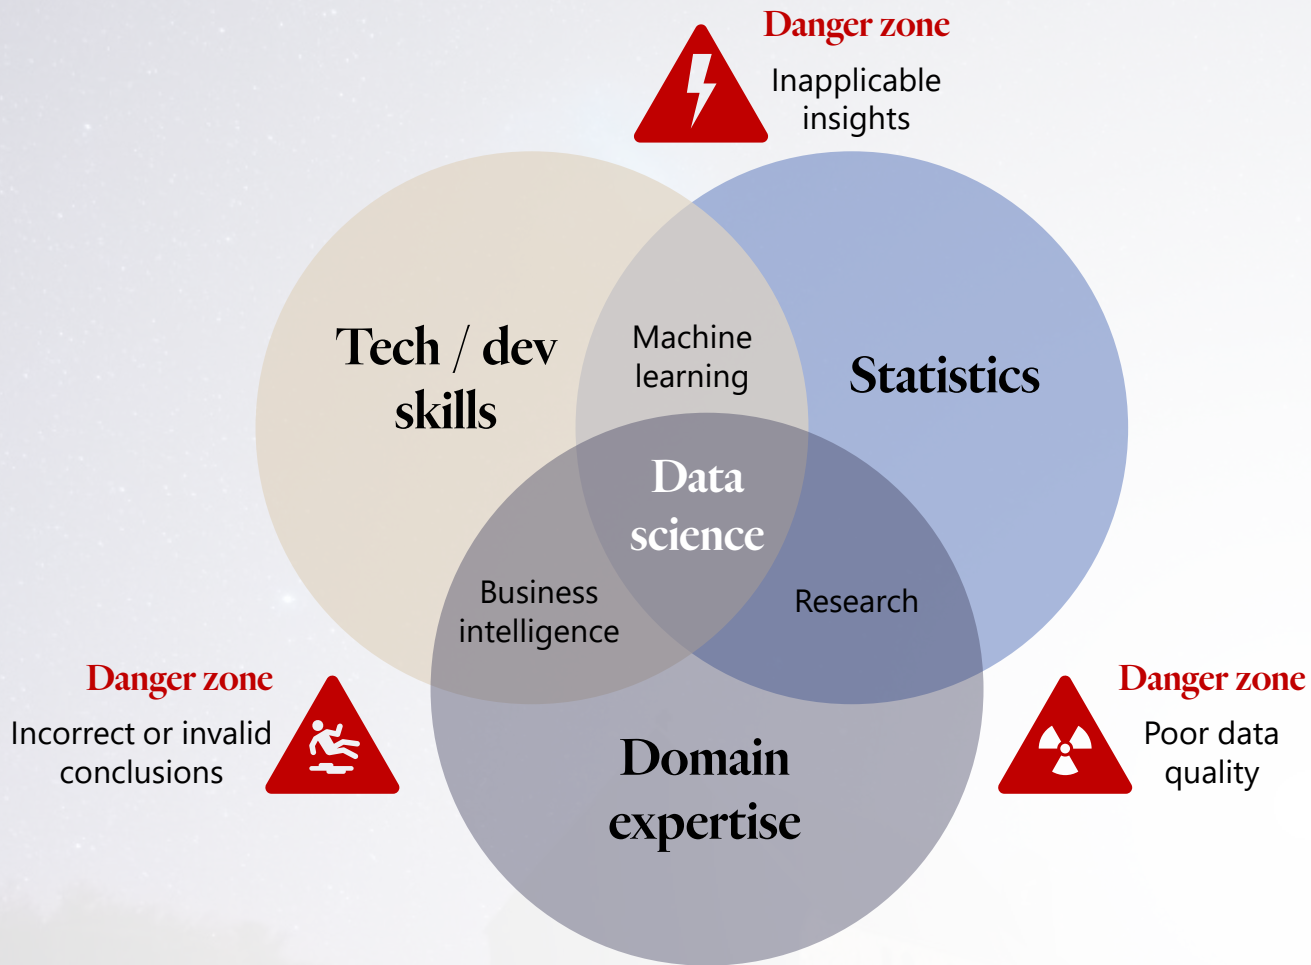 Danger zone
Inapplicable
insights
Tech / dev
skills
Machine
learning
Statistics
Data
science
Business
intelligence
Research
Danger zone
Incorrect or invalid
conclusions
Domain
expertise
Danger zone
Poor data
quality